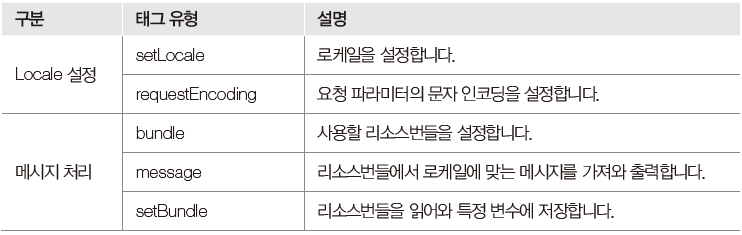 구분 태그 유형 설명
Locale 설정 setLocale 로케일을 설정합니다.
requestEncoding 요청 파라미터의 문자 인코딩을 설정합니다.
메시지 처리 bundle 사용할 리소스번들을 설정합니다.
message 리소스번들에서 로케일에 맞는 메시지를 가져와 출력합니다.
setBundle 리소스번들을 읽어와 특정 변수에 저장합니다.